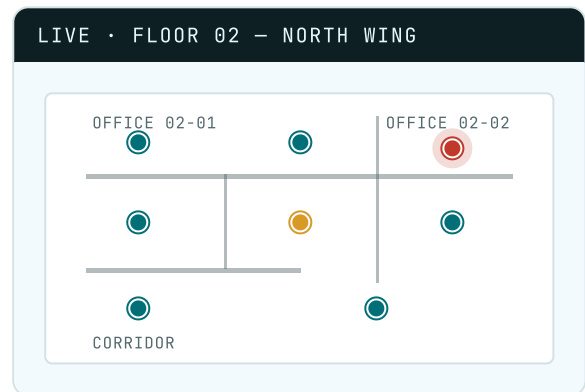 LIVE · FLOOR 02 — NORTH WING
OFFICE 02-01
OFFICE 02-02
CORRIDOR